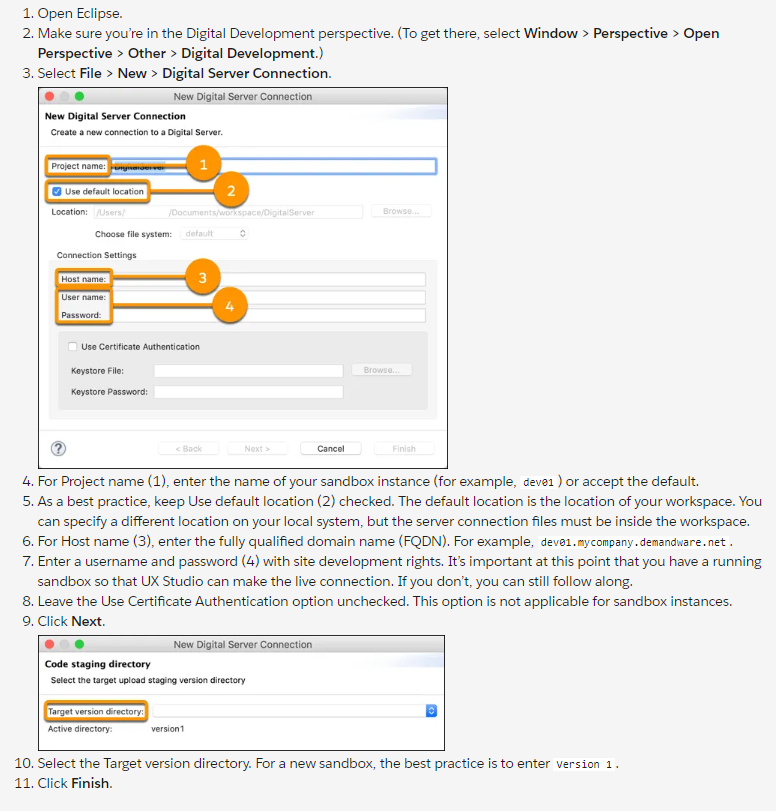 1. Open Eclipse.
2. Make sure you're in the Digital Development perspective. (To get there, select Window > Perspective > Open
Perspective > Other > Digital Development.)
3. Select File > New > Digital Server Connection.
New Digital Server Connection
New Digital Server Connection
Create a new connection to a Digital Server.
Project name: DigitalServer
1
Use default location
2
Location: /Users/ /Documents/workspace/DigitalServer Browse...
Choose file system: default
Connection Settings
Host name:
3
User name:
4
Password:
Use Certificate Authentication
Keystore File: Browse...
Keystore Password:
? < Back Next > Cancel Finish
4. For Project name (1), enter the name of your sandbox instance (for example, dev01 ) or accept the default.
5. As a best practice, keep Use default location (2) checked. The default location is the location of your workspace. You
can specify a different location on your local system, but the server connection files must be inside the workspace.
6. For Host name (3), enter the fully qualified domain name (FQDN). For example, dev01.mycompany.demandware.net .
7. Enter a username and password (4) with site development rights. It's important at this point that you have a running
sandbox so that UX Studio can make the live connection. If you don't, you can still follow along.
8. Leave the Use Certificate Authentication option unchecked. This option is not applicable for sandbox instances.
9. Click Next.
New Digital Server Connection
Code staging directory
Select the target upload staging version directory
Target version directory:
Active directory: version1
10. Select the Target version directory. For a new sandbox, the best practice is to enter Version 1 .
11. Click Finish.